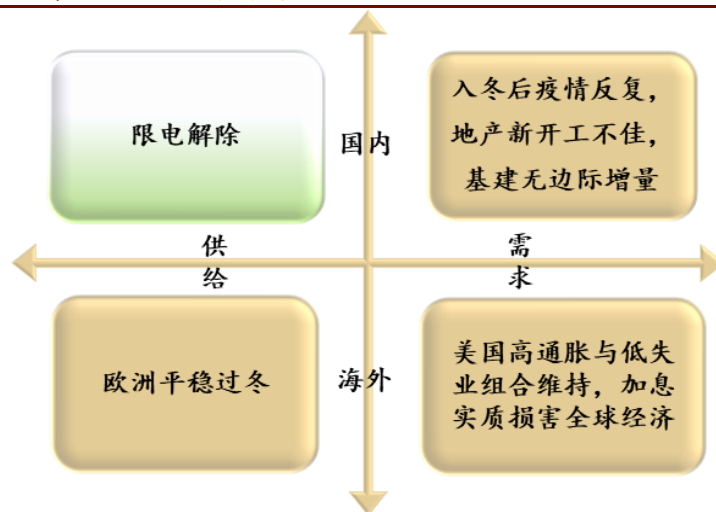 限电解除
国内
入冬后疫情反复，
地产新开工不佳，
基建无边际增量
供
给
需
求
欧洲平稳过冬
海外
美国高通胀与低失
业组合维持，加息
实质损害全球经济